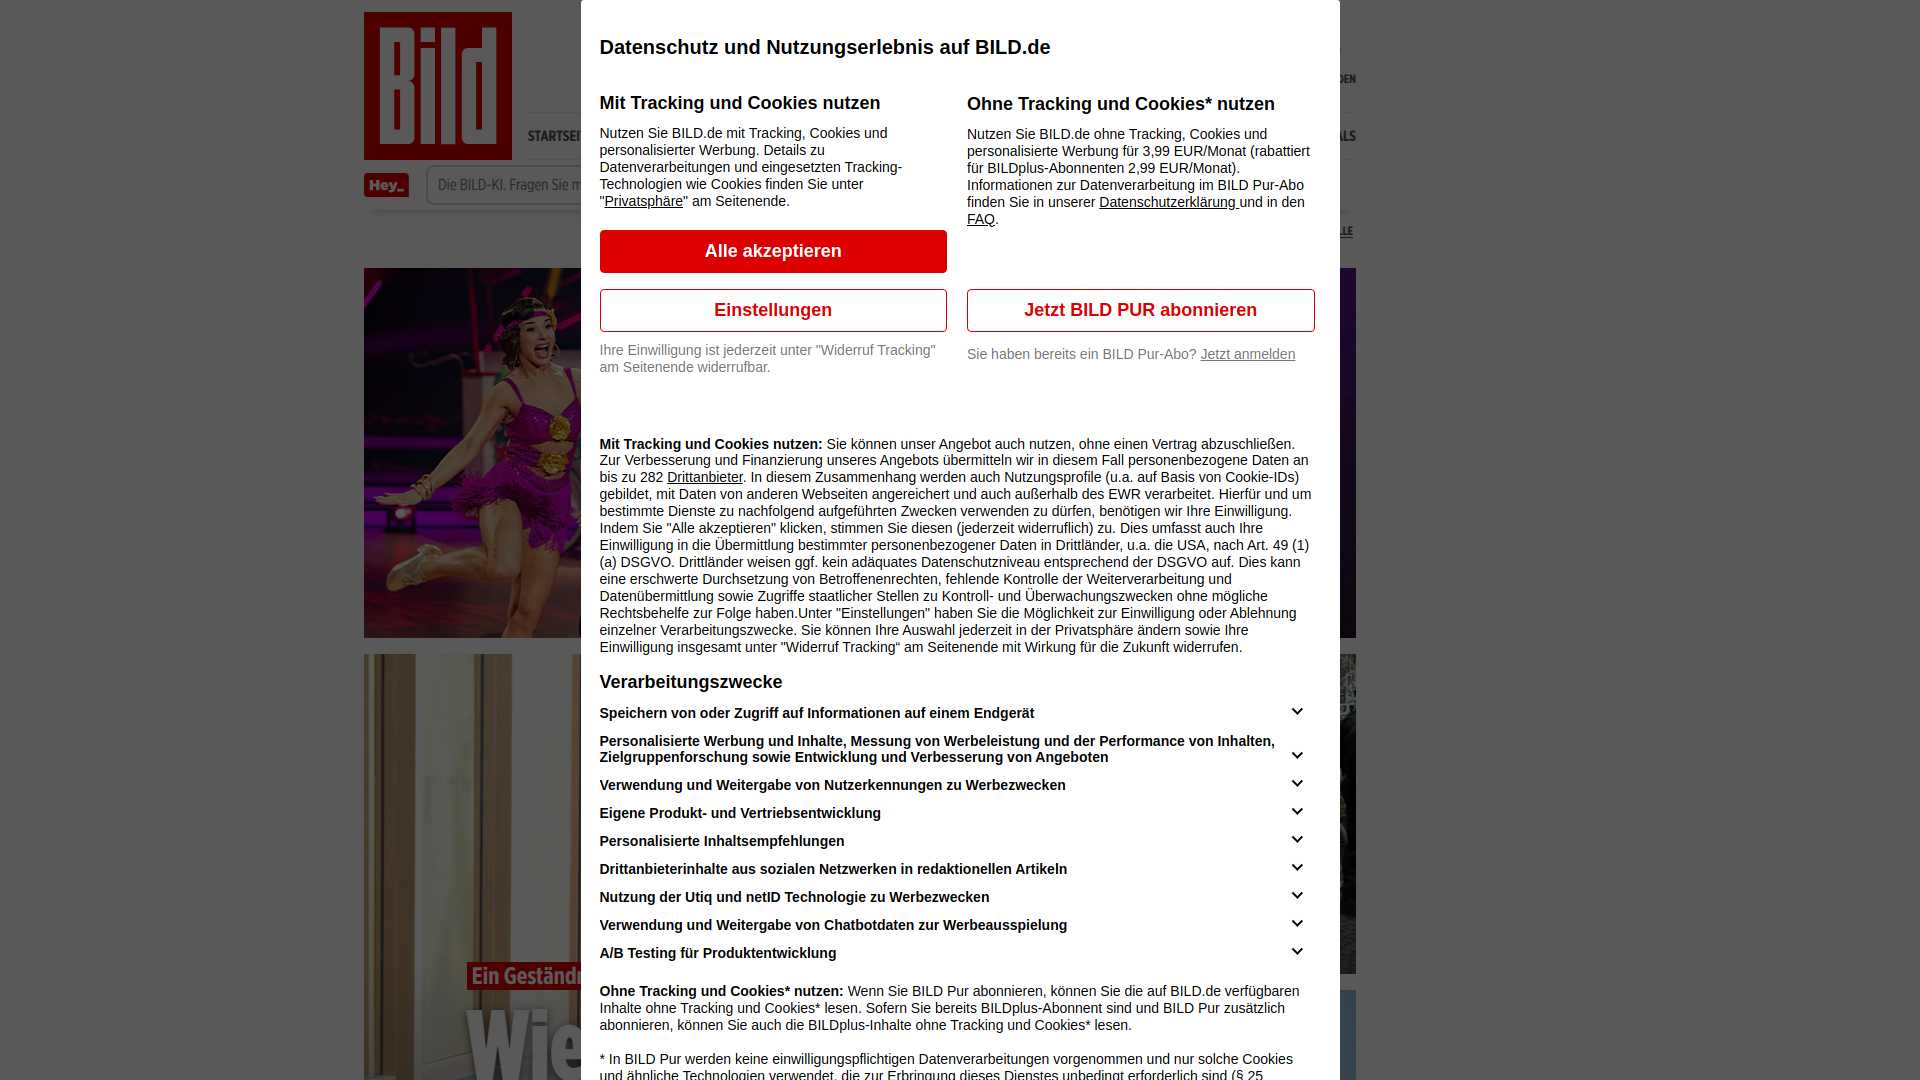 Bild
Datenschutz und Nutzungserlebnis auf BILD.de
Mit Tracking und Cookies nutzen
Nutzen Sie BILD.de mit Tracking, Cookies und
personalisierter Werbung. Details zu
Datenverarbeitungen und eingesetzten Tracking-
Technologien wie Cookies finden Sie unter
"Privatsphäre" am Seitenende.
Alle akzeptieren
Einstellungen
Ihre Einwilligung ist jederzeit unter "Widerruf Tracking"
am Seitenende widerrufbar.
Ohne Tracking und Cookies* nutzen
Nutzen Sie BILD.de ohne Tracking, Cookies und
personalisierte Werbung für 3,99 EUR/Monat (rabattiert
für BILDplus-Abonnenten 2,99 EUR/Monat).
Informationen zur Datenverarbeitung im BILD Pur-Abo
finden Sie in unserer Datenschutzerklärung und in den
FAQ.
Jetzt BILD PUR abonnieren
Sie haben bereits ein BILD Pur-Abo? Jetzt anmelden
Mit Tracking und Cookies nutzen: Sie können unser Angebot auch nutzen, ohne einen Vertrag abzuschließen.
Zur Verbesserung und Finanzierung unseres Angebots übermitteln wir in diesem Fall personenbezogene Daten an
bis zu 282 Drittanbieter. In diesem Zusammenhang werden auch Nutzungsprofile (u.a. auf Basis von Cookie-IDs)
gebildet, mit Daten von anderen Webseiten angereichert und auch außerhalb des EWR verarbeitet. Hierfür und um
bestimmte Dienste zu nachfolgend aufgeführten Zwecken verwenden zu dürfen, benötigen wir Ihre Einwilligung.
Indem Sie "Alle akzeptieren" klicken, stimmen Sie diesen (jederzeit widerruflich) zu. Dies umfasst auch Ihre
Einwilligung in die Übermittlung bestimmter personenbezogener Daten in Drittländer, u.a. die USA, nach Art. 49 (1)
(a) DSGVO. Drittländer weisen ggf. kein adäquates Datenschutzniveau entsprechend der DSGVO auf. Dies kann
eine erschwerte Durchsetzung von Betroffenenrechten, fehlende Kontrolle der Weiterverarbeitung und
Datenübermittlung sowie Zugriffe staatlicher Stellen zu Kontroll- und Überwachungszwecken ohne mögliche
Rechtsbehelfe zur Folge haben.Unter "Einstellungen" haben Sie die Möglichkeit zur Einwilligung oder Ablehnung
einzelner Verarbeitungszwecke. Sie können Ihre Auswahl jederzeit in der Privatsphäre ändern sowie Ihre
Einwilligung insgesamt unter "Widerruf Tracking“ am Seitenende mit Wirkung für die Zukunft widerrufen.
Verarbeitungszwecke
Speichern von oder Zugriff auf Informationen auf einem Endgerät
Personalisierte Werbung und Inhalte, Messung von Werbeleistung und der Performance von Inhalten,
Zielgruppenforschung sowie Entwicklung und Verbesserung von Angeboten
Verwendung und Weitergabe von Nutzerkennungen zu Werbezwecken
Eigene Produkt- und Vertriebsentwicklung
Personalisierte Inhaltsempfehlungen
Drittanbieterinhalte aus sozialen Netzwerken in redaktionellen Artikeln
Nutzung der Utiq und netID Technologie zu Werbezwecken
Verwendung und Weitergabe von Chatbotdaten zur Werbeausspielung
A/B Testing für Produktentwicklung
Ohne Tracking und Cookies* nutzen: Wenn Sie BILD Pur abonnieren, können Sie die auf BILD.de verfügbaren
Inhalte ohne Tracking und Cookies* lesen. Sofern Sie bereits BILDplus-Abonnent sind und BILD Pur zusätzlich
abonnieren, können Sie auch die BILDplus-Inhalte ohne Tracking und Cookies* lesen.
* In BILD Pur werden keine einwilligungspflichtigen Datenverarbeitungen vorgenommen und nur solche Cookies
und ähnliche Technologien verwendet, die zur Erbringung dieses Dienstes unbedingt erforderlich sind (§ 25
Hey_
Die BILD-KI. Fragen Sie
Ein
Wie